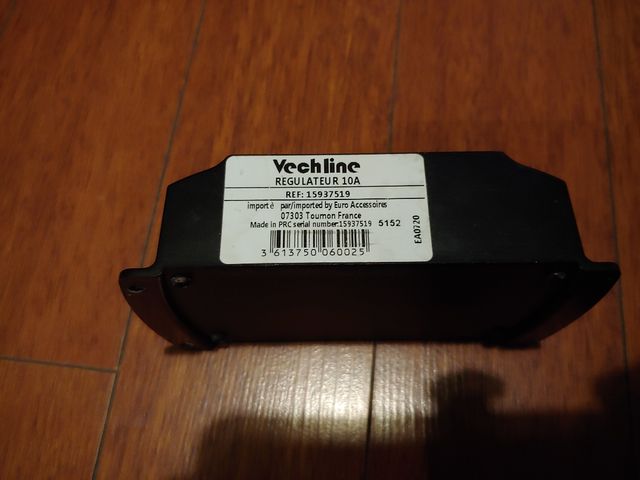 Vechline
REGULATEUR 10A
REF: 15937519
importé par/imported by Euro Accessoires
07303 Tournon France
Made in PRC serial number:15937519 5152
3 613750 060025
EA0720